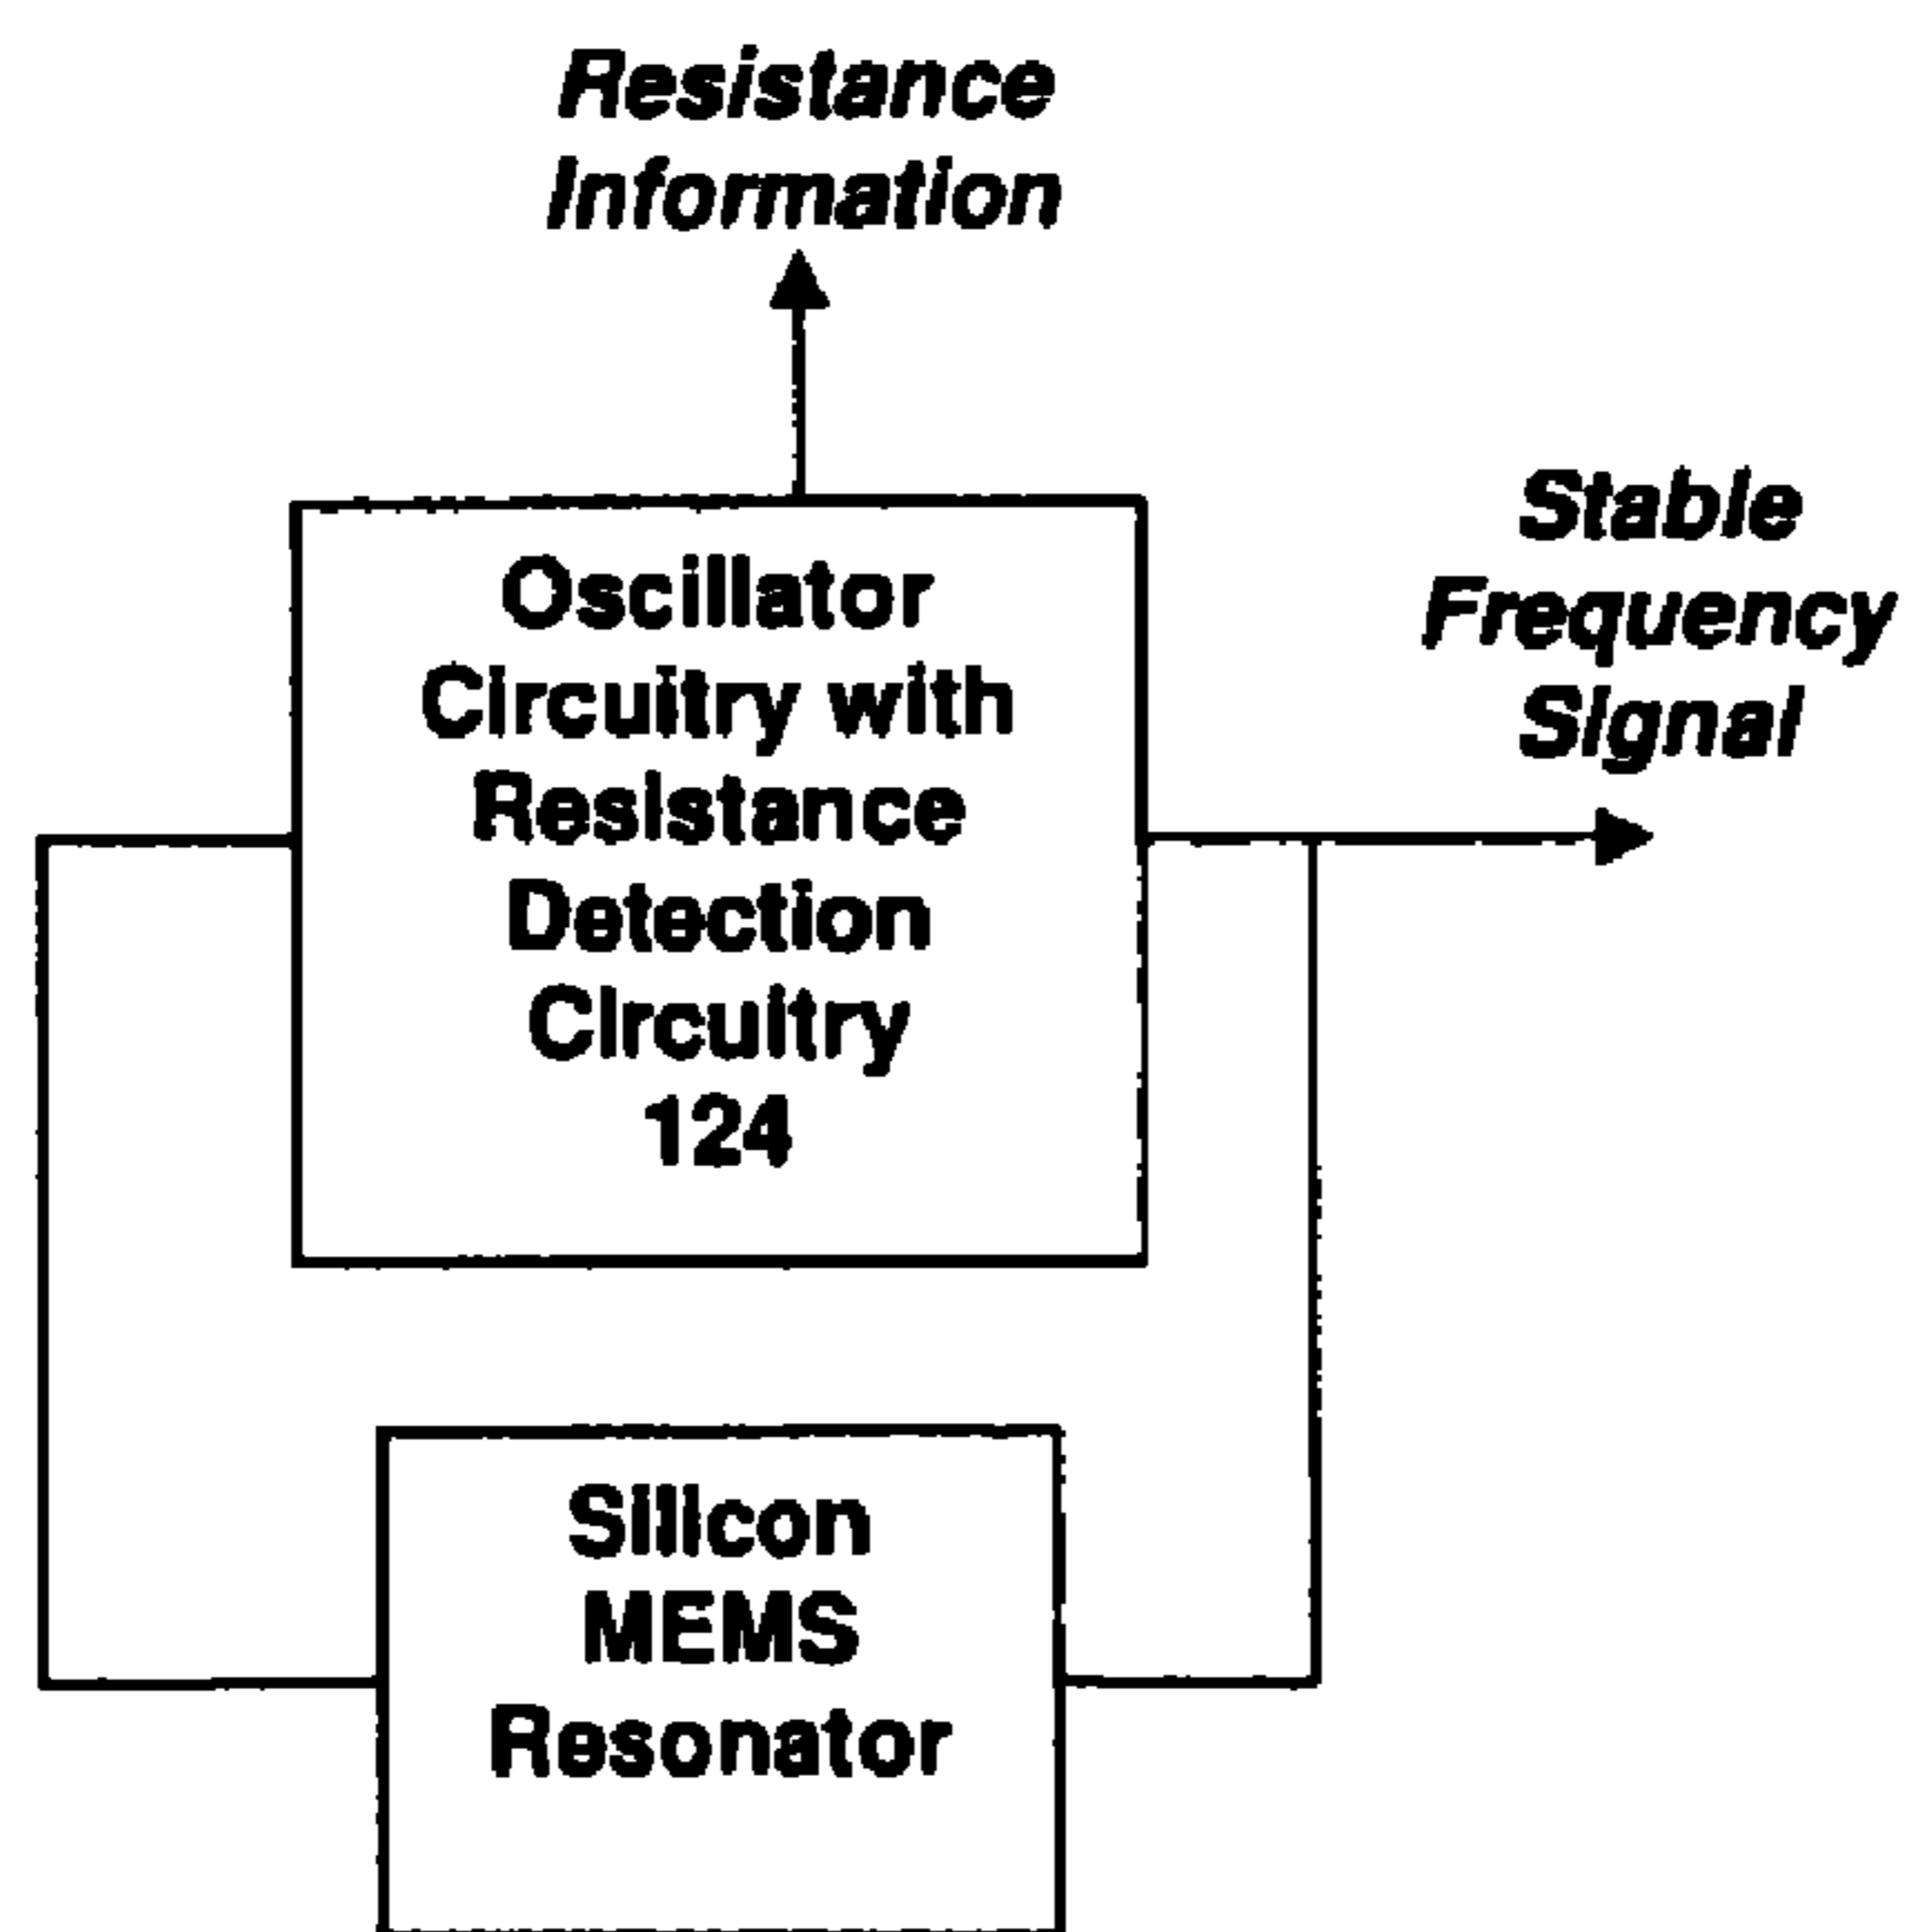 Resistance
Information
Stable
Frequency
Signal
Oscillator
Circuitry with
Resistance
Detection
Circuitry
124
Silicon
MEMS
Resonator